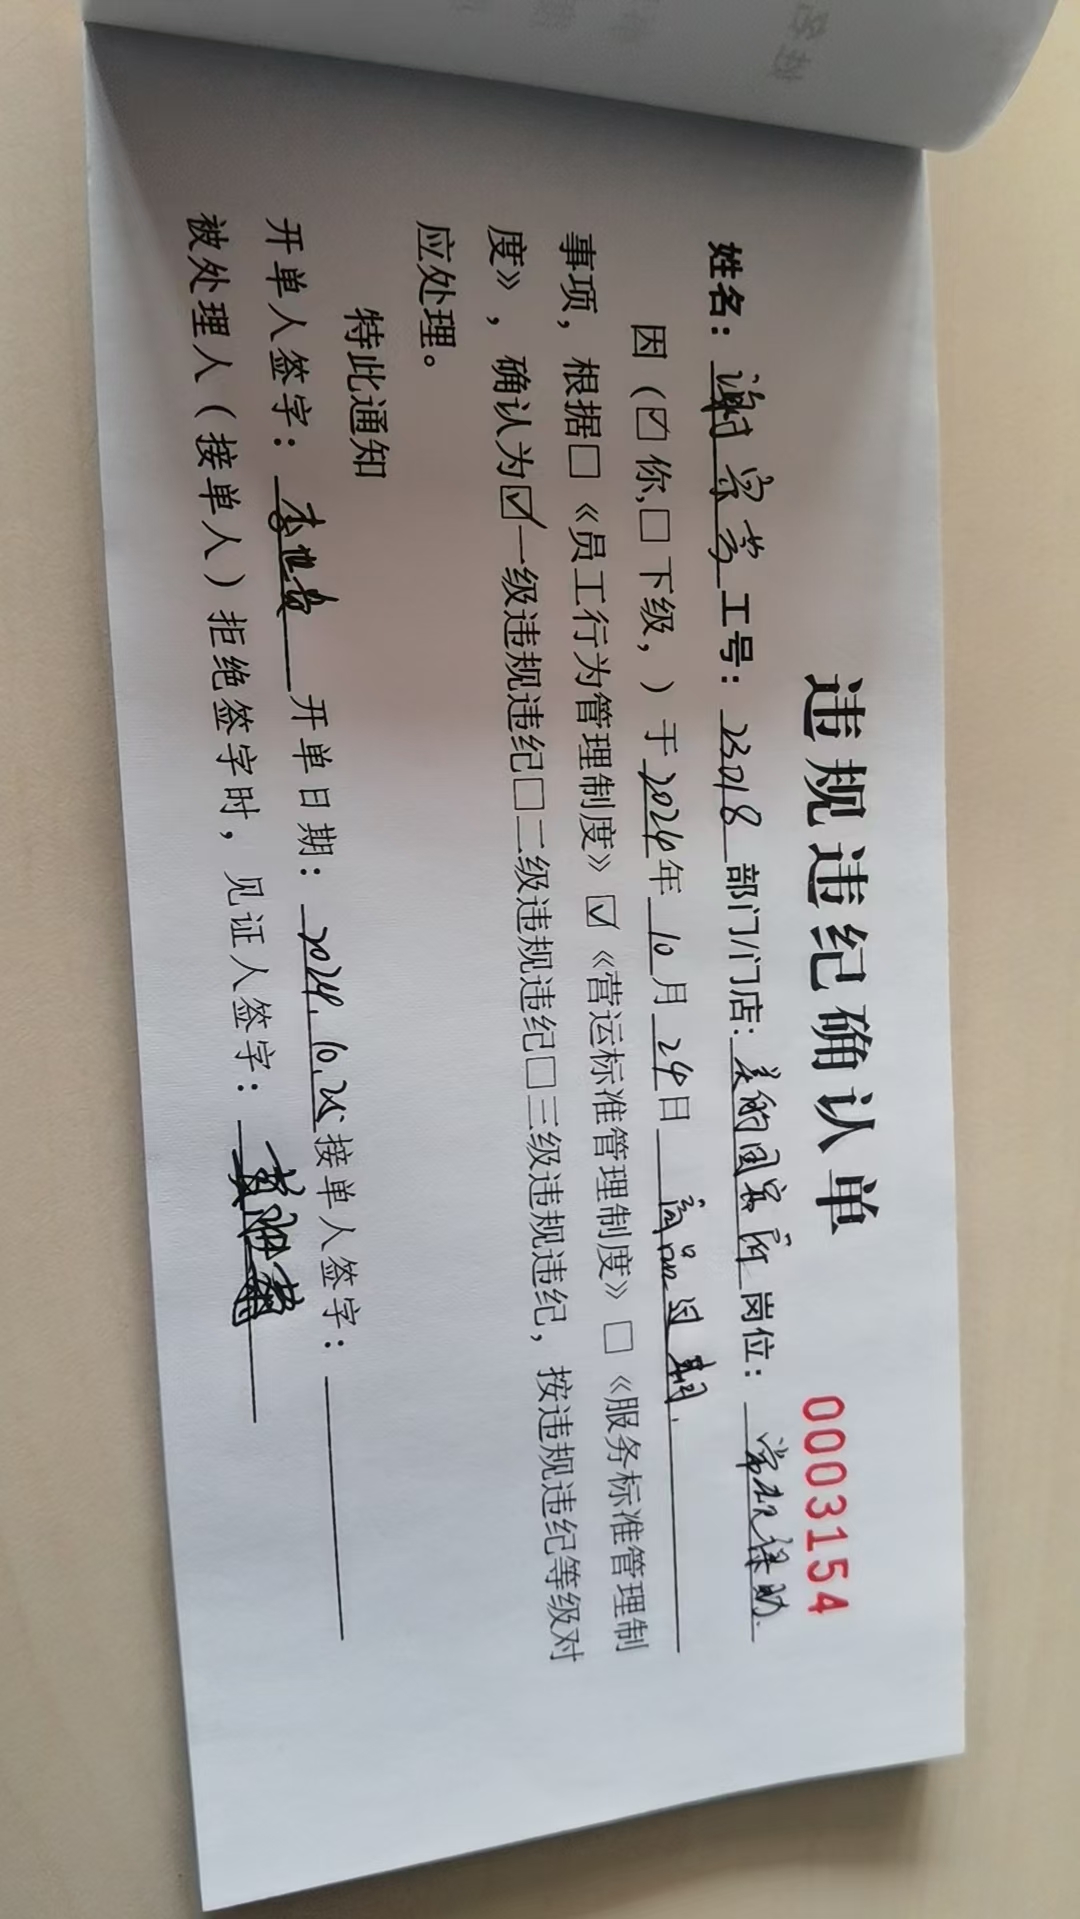 违规违纪确认单 0003154
姓名：谢家芳 工号：23018 部门/门店：美的国宾府 岗位：常规课助
因（☑你，□下级，）于2024年10月24日 商品过期.
事项，根据□《员工行为管理制度》☑《营运标准管理制度》□《服务标准管理制
度》，确认为☑一级违规违纪□二级违规违纪□三级违规违纪，按违规违纪等级对
应处理。
特此通知
开单人签字： 开单日期：2024.10.25 接单人签字：
被处理人（接单人）拒绝签字时，见证人签字：